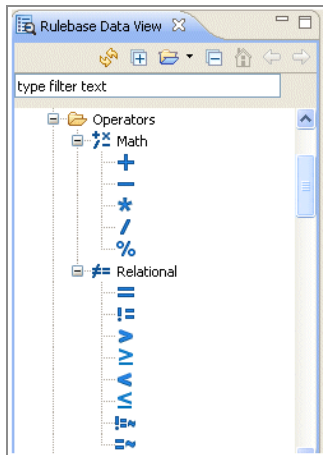 Rulebase Data View
type filter text
Operators
Math
+
−
*
/
%
≠= Relational
=
!=
>
≥
<
≤
!=~
=~